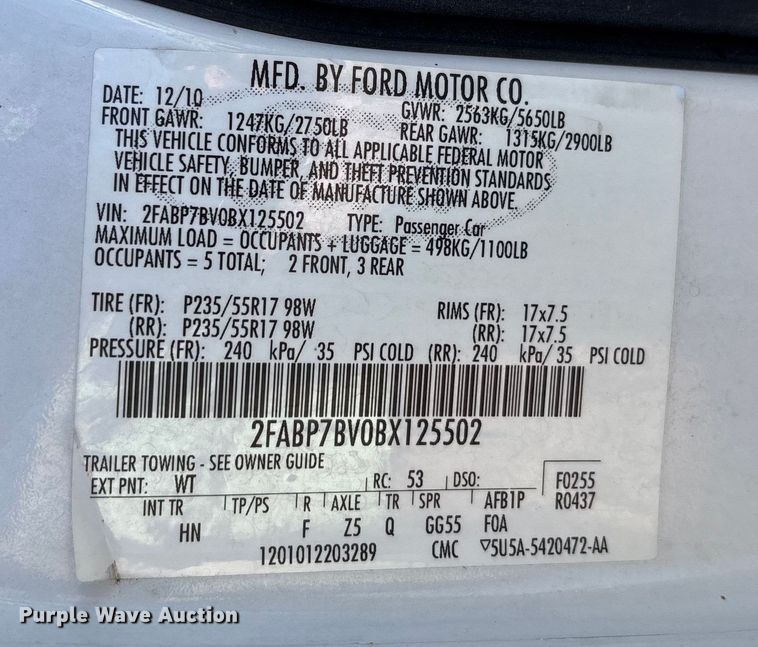 MFD. BY FORD MOTOR CO.
DATE: 12/10 GVWR: 2563KG/5650LB
FRONT GAWR: 1247KG/2750LB REAR GAWR: 1315KG/2900LB
THIS VEHICLE CONFORMS TO ALL APPLICABLE FEDERAL MOTOR
VEHICLE SAFETY, BUMPER, AND THEFT PREVENTION STANDARDS
IN EFFECT ON THE DATE OF MANUFACTURE SHOWN ABOVE.
VIN: 2FABP7BV0BX125502 TYPE: Passenger Car
MAXIMUM LOAD = OCCUPANTS + LUGGAGE = 498KG/1100LB
OCCUPANTS = 5 TOTAL; 2 FRONT, 3 REAR
TIRE (FR): P235/55R17 98W RIMS (FR): 17x7.5
(RR): P235/55R17 98W (RR): 17x7.5
PRESSURE (FR): 240 kPa/ 35 PSI COLD (RR): 240 kPa/ 35 PSI COLD
2FABP7BV0BX125502
TRAILER TOWING - SEE OWNER GUIDE
EXT PNT: WT RC: 53 DSO: F0255
INT TR TP/PS R AXLE TR SPR AFB1P R0437
HN F Z5 Q GG55 F0A
1201012203289 CMC ▽5U5A-5420472-AA
Purple Wave Auction